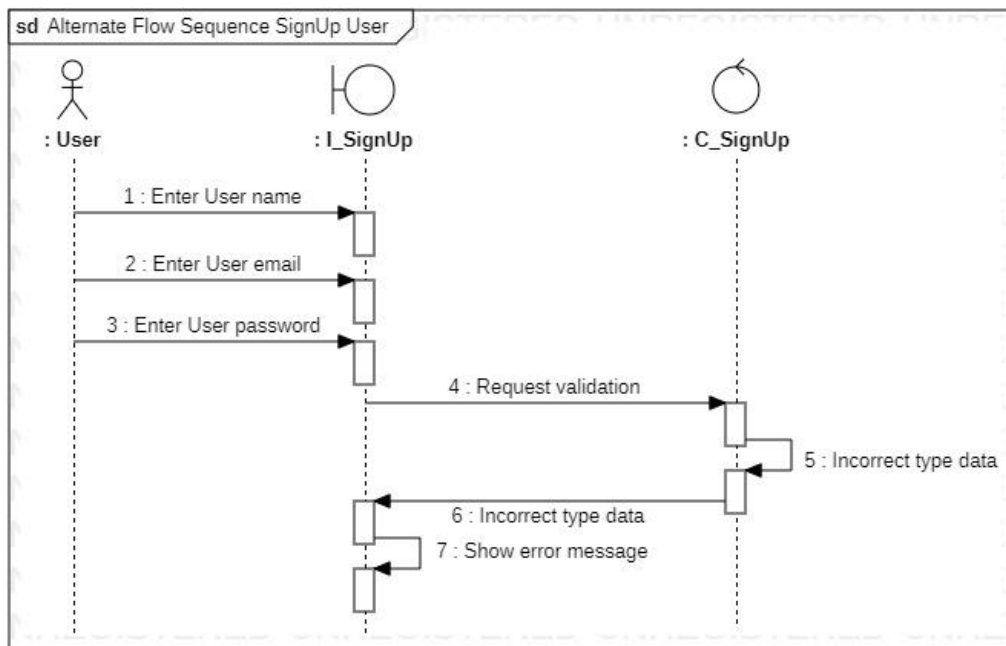 sd Alternate Flow Sequence SignUp User
: User
: I_SignUp
: C_SignUp
1 : Enter User name
2 : Enter User email
3 : Enter User password
4 : Request validation
5 : Incorrect type data
6 : Incorrect type data
7 : Show error message